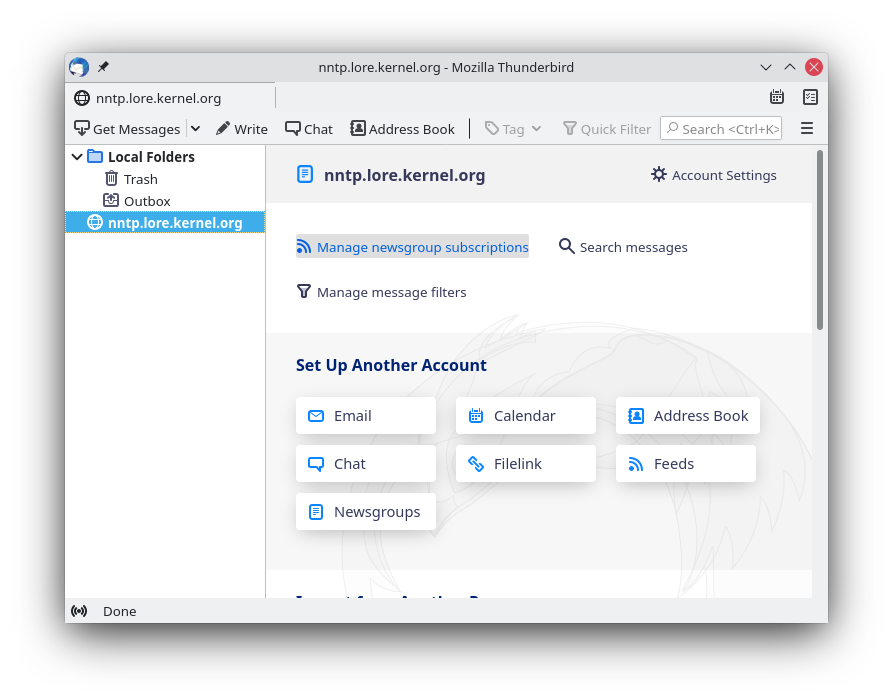 nntp.lore.kernel.org - Mozilla Thunderbird
nntp.lore.kernel.org
Get Messages Write Chat Address Book Tag Quick Filter Search <Ctrl+K>
Local Folders
Trash
Outbox
nntp.lore.kernel.org
nntp.lore.kernel.org Account Settings
Manage newsgroup subscriptions Search messages
Manage message filters
Set Up Another Account
Email Calendar Address Book
Chat Filelink Feeds
Newsgroups
Done